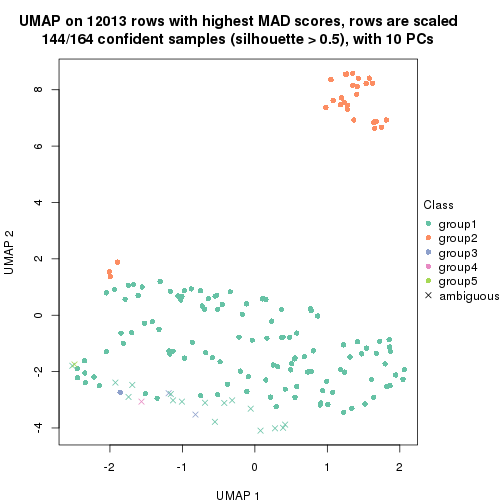 UMAP on 12013 rows with highest MAD scores, rows are scaled
144/164 confident samples (silhouette > 0.5), with 10 PCs
8
6
4
2
0
-2
-4
UMAP 2
-2
-1
0
1
2
UMAP 1
Class
group1
group2
group3
group4
group5
ambiguous